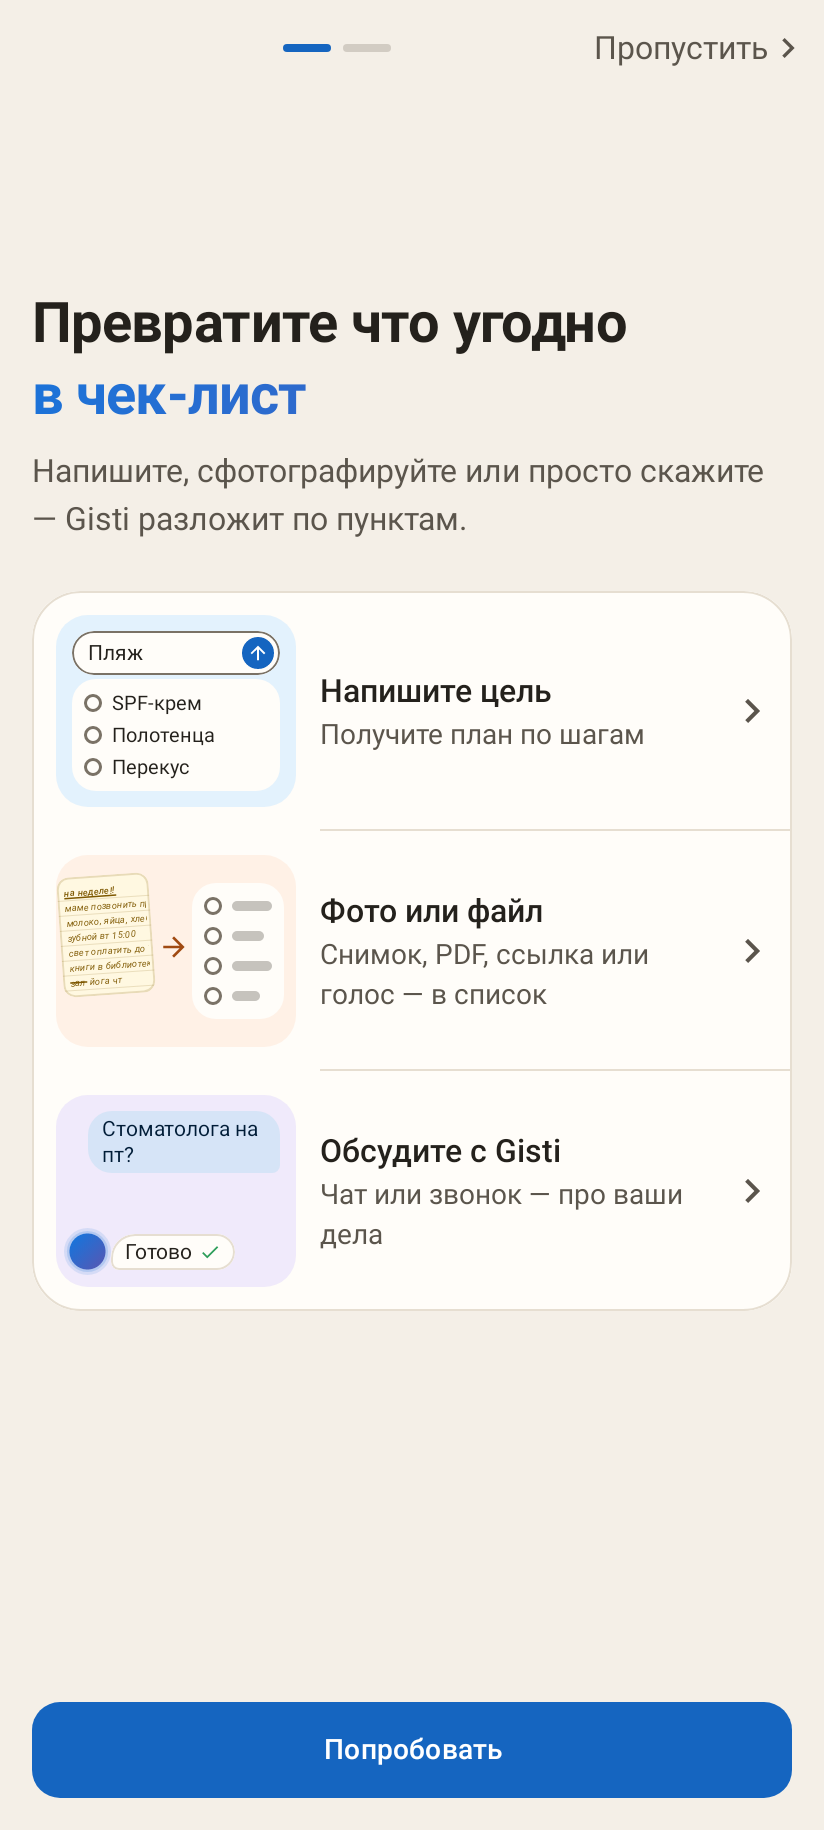 Пропустить
Превратите что угодно
в чек-лист
Напишите, сфотографируйте или просто скажите
— Gisti разложит по пунктам.
Пляж
SPF-крем
Полотенца
Перекус
Напишите цель
Получите план по шагам
на неделе!!
маме позвонить
молоко, яйца,
зубной вт 15:00
свет оплатить до
книги в
зал йога чт
Фото или файл
Снимок, PDF, ссылка или
голос — в список
Стоматолога на
пт?
Готово
Обсудите с Gisti
Чат или звонок — про ваши
дела
Попробовать